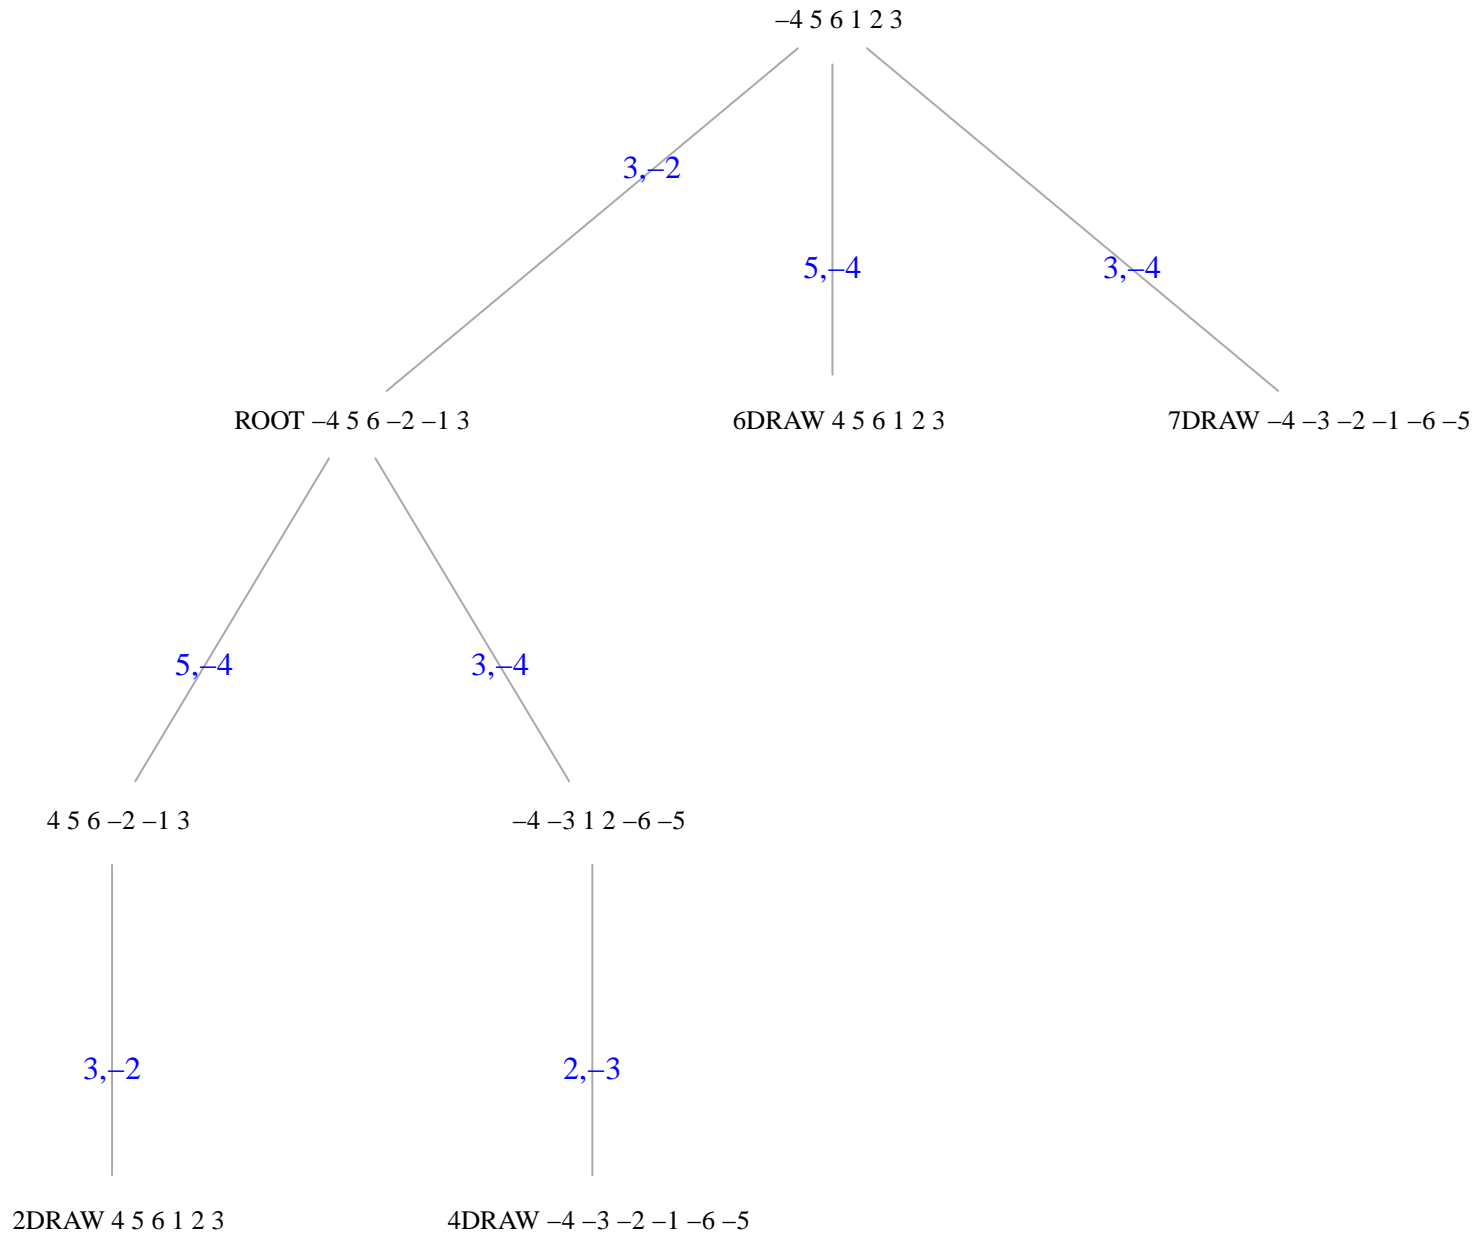 –4 5 6 1 2 3
3,–2
5,–4
3,–4
ROOT –4 5 6 –2 –1 3
6DRAW 4 5 6 1 2 3
7DRAW –4 –3 –2 –1 –6 –5
5,–4
3,–4
4 5 6 –2 –1 3
–4 –3 1 2 –6 –5
3,–2
2,–3
2DRAW 4 5 6 1 2 3
4DRAW –4 –3 –2 –1 –6 –5